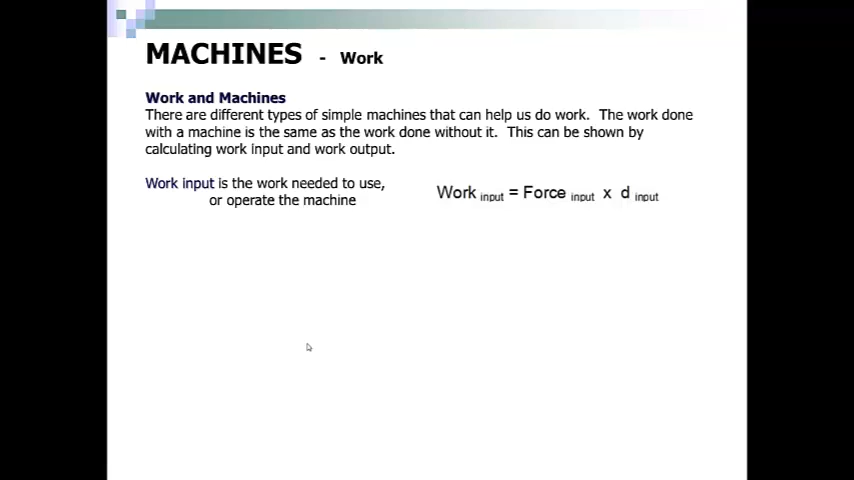 MACHINES - Work
Work and Machines
There are different types of simple machines that can help us do work. The work done
with a machine is the same as the work done without it. This can be shown by
calculating work input and work output.
Work input is the work needed to use,
or operate the machine
Work input = Force input x d input